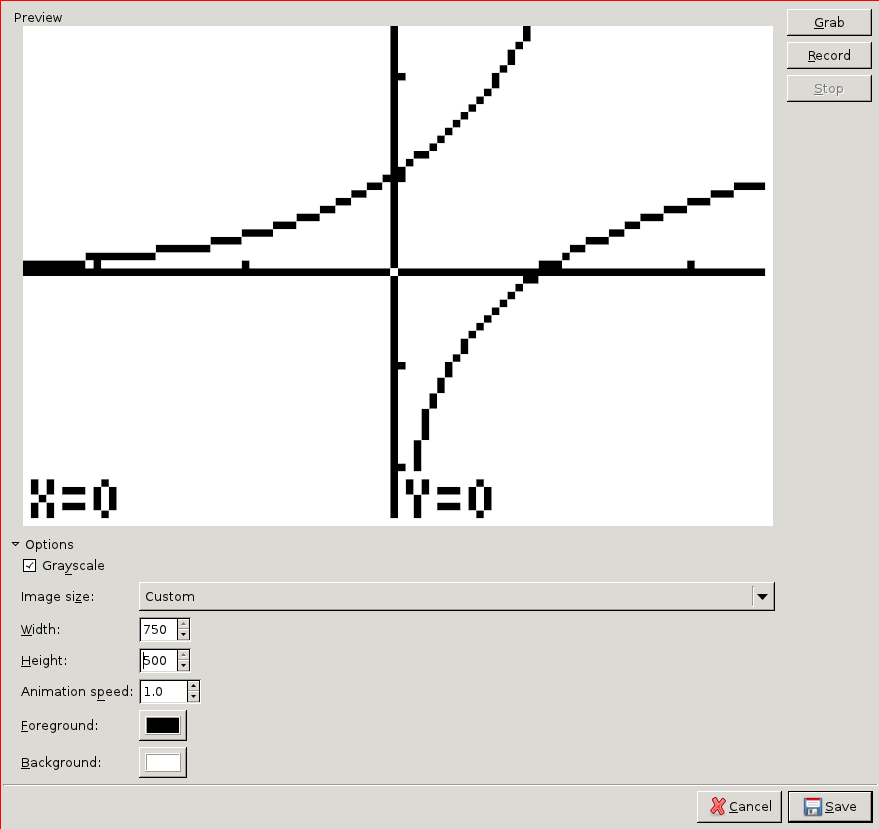 Preview
Grab
Record
Stop
X=0 Y=0
Options
Grayscale
Image size: Custom
Width: 750
Height: 500
Animation speed: 1.0
Foreground:
Background:
Cancel Save